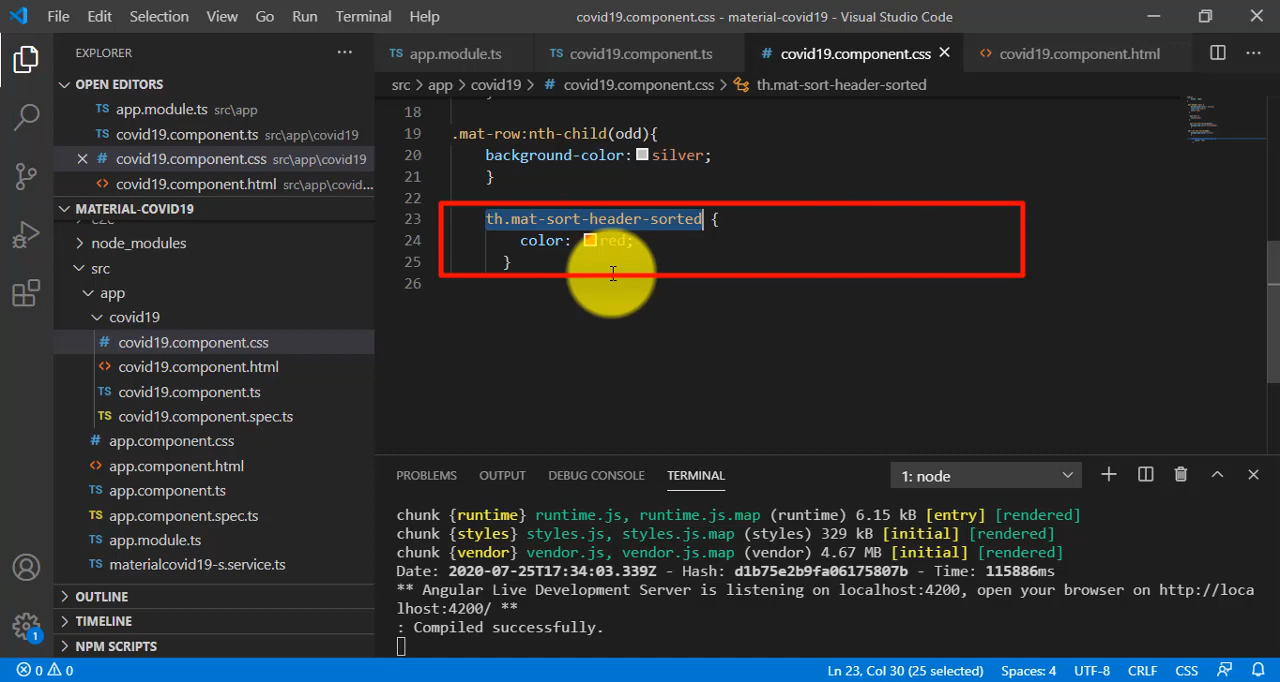 File Edit Selection View Go Run Terminal Help covid19.component.css - material-covid19 - Visual Studio Code
EXPLORER
OPEN EDITORS
TS app.module.ts src\app
TS covid19.component.ts src\app\covid19
# covid19.component.css src\app\covid19
<> covid19.component.html src\app\covid...
MATERIAL-COVID19
node_modules
src
app
covid19
# covid19.component.css
<> covid19.component.html
TS covid19.component.ts
TS covid19.component.spec.ts
# app.component.css
<> app.component.html
TS app.component.ts
TS app.component.spec.ts
TS app.module.ts
TS materialcovid19-s.service.ts
OUTLINE
TIMELINE
NPM SCRIPTS
1
TS app.module.ts TS covid19.component.ts # covid19.component.css <> covid19.component.html
src > app > covid19 > # covid19.component.css > th.mat-sort-header-sorted
18
19 .mat-row:nth-child(odd){
20 background-color: silver;
21 }
22
23 th.mat-sort-header-sorted {
24 color: red;
25 }
26
PROBLEMS OUTPUT DEBUG CONSOLE TERMINAL 1: node
chunk {runtime} runtime.js, runtime.js.map (runtime) 6.15 kB [entry] [rendered]
chunk {styles} styles.js, styles.js.map (styles) 329 kB [initial] [rendered]
chunk {vendor} vendor.js, vendor.js.map (vendor) 4.67 MB [initial] [rendered]
Date: 2020-07-25T17:34:03.339Z - Hash: d1b75e2b9fa06175807b - Time: 115886ms
** Angular Live Development Server is listening on localhost:4200, open your browser on http://loca
lhost:4200/ **
: Compiled successfully.
0 0 Ln 23, Col 30 (25 selected) Spaces: 4 UTF-8 CRLF CSS